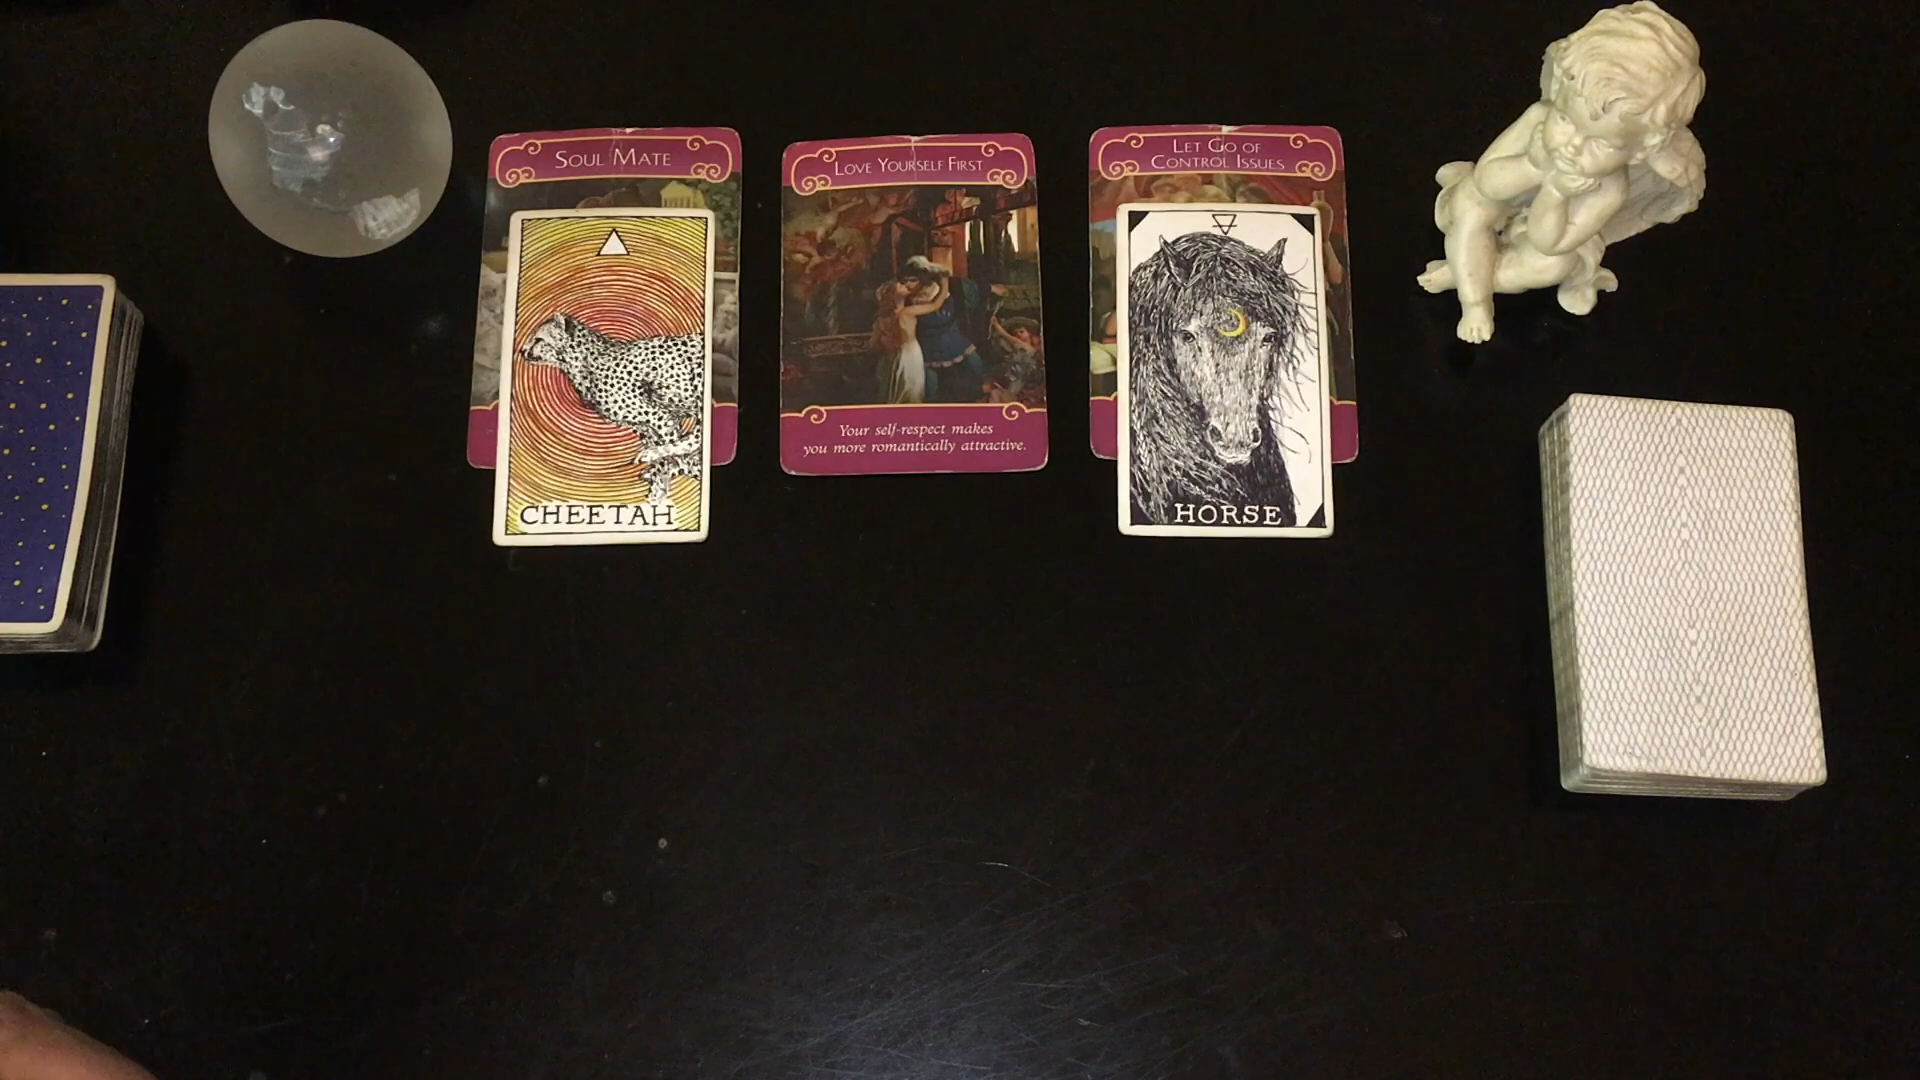 SOUL MATE
CHEETAH
LOVE YOURSELF FIRST
Your self-respect makes
you more romantically attractive.
LET GO OF
CONTROL ISSUES
HORSE